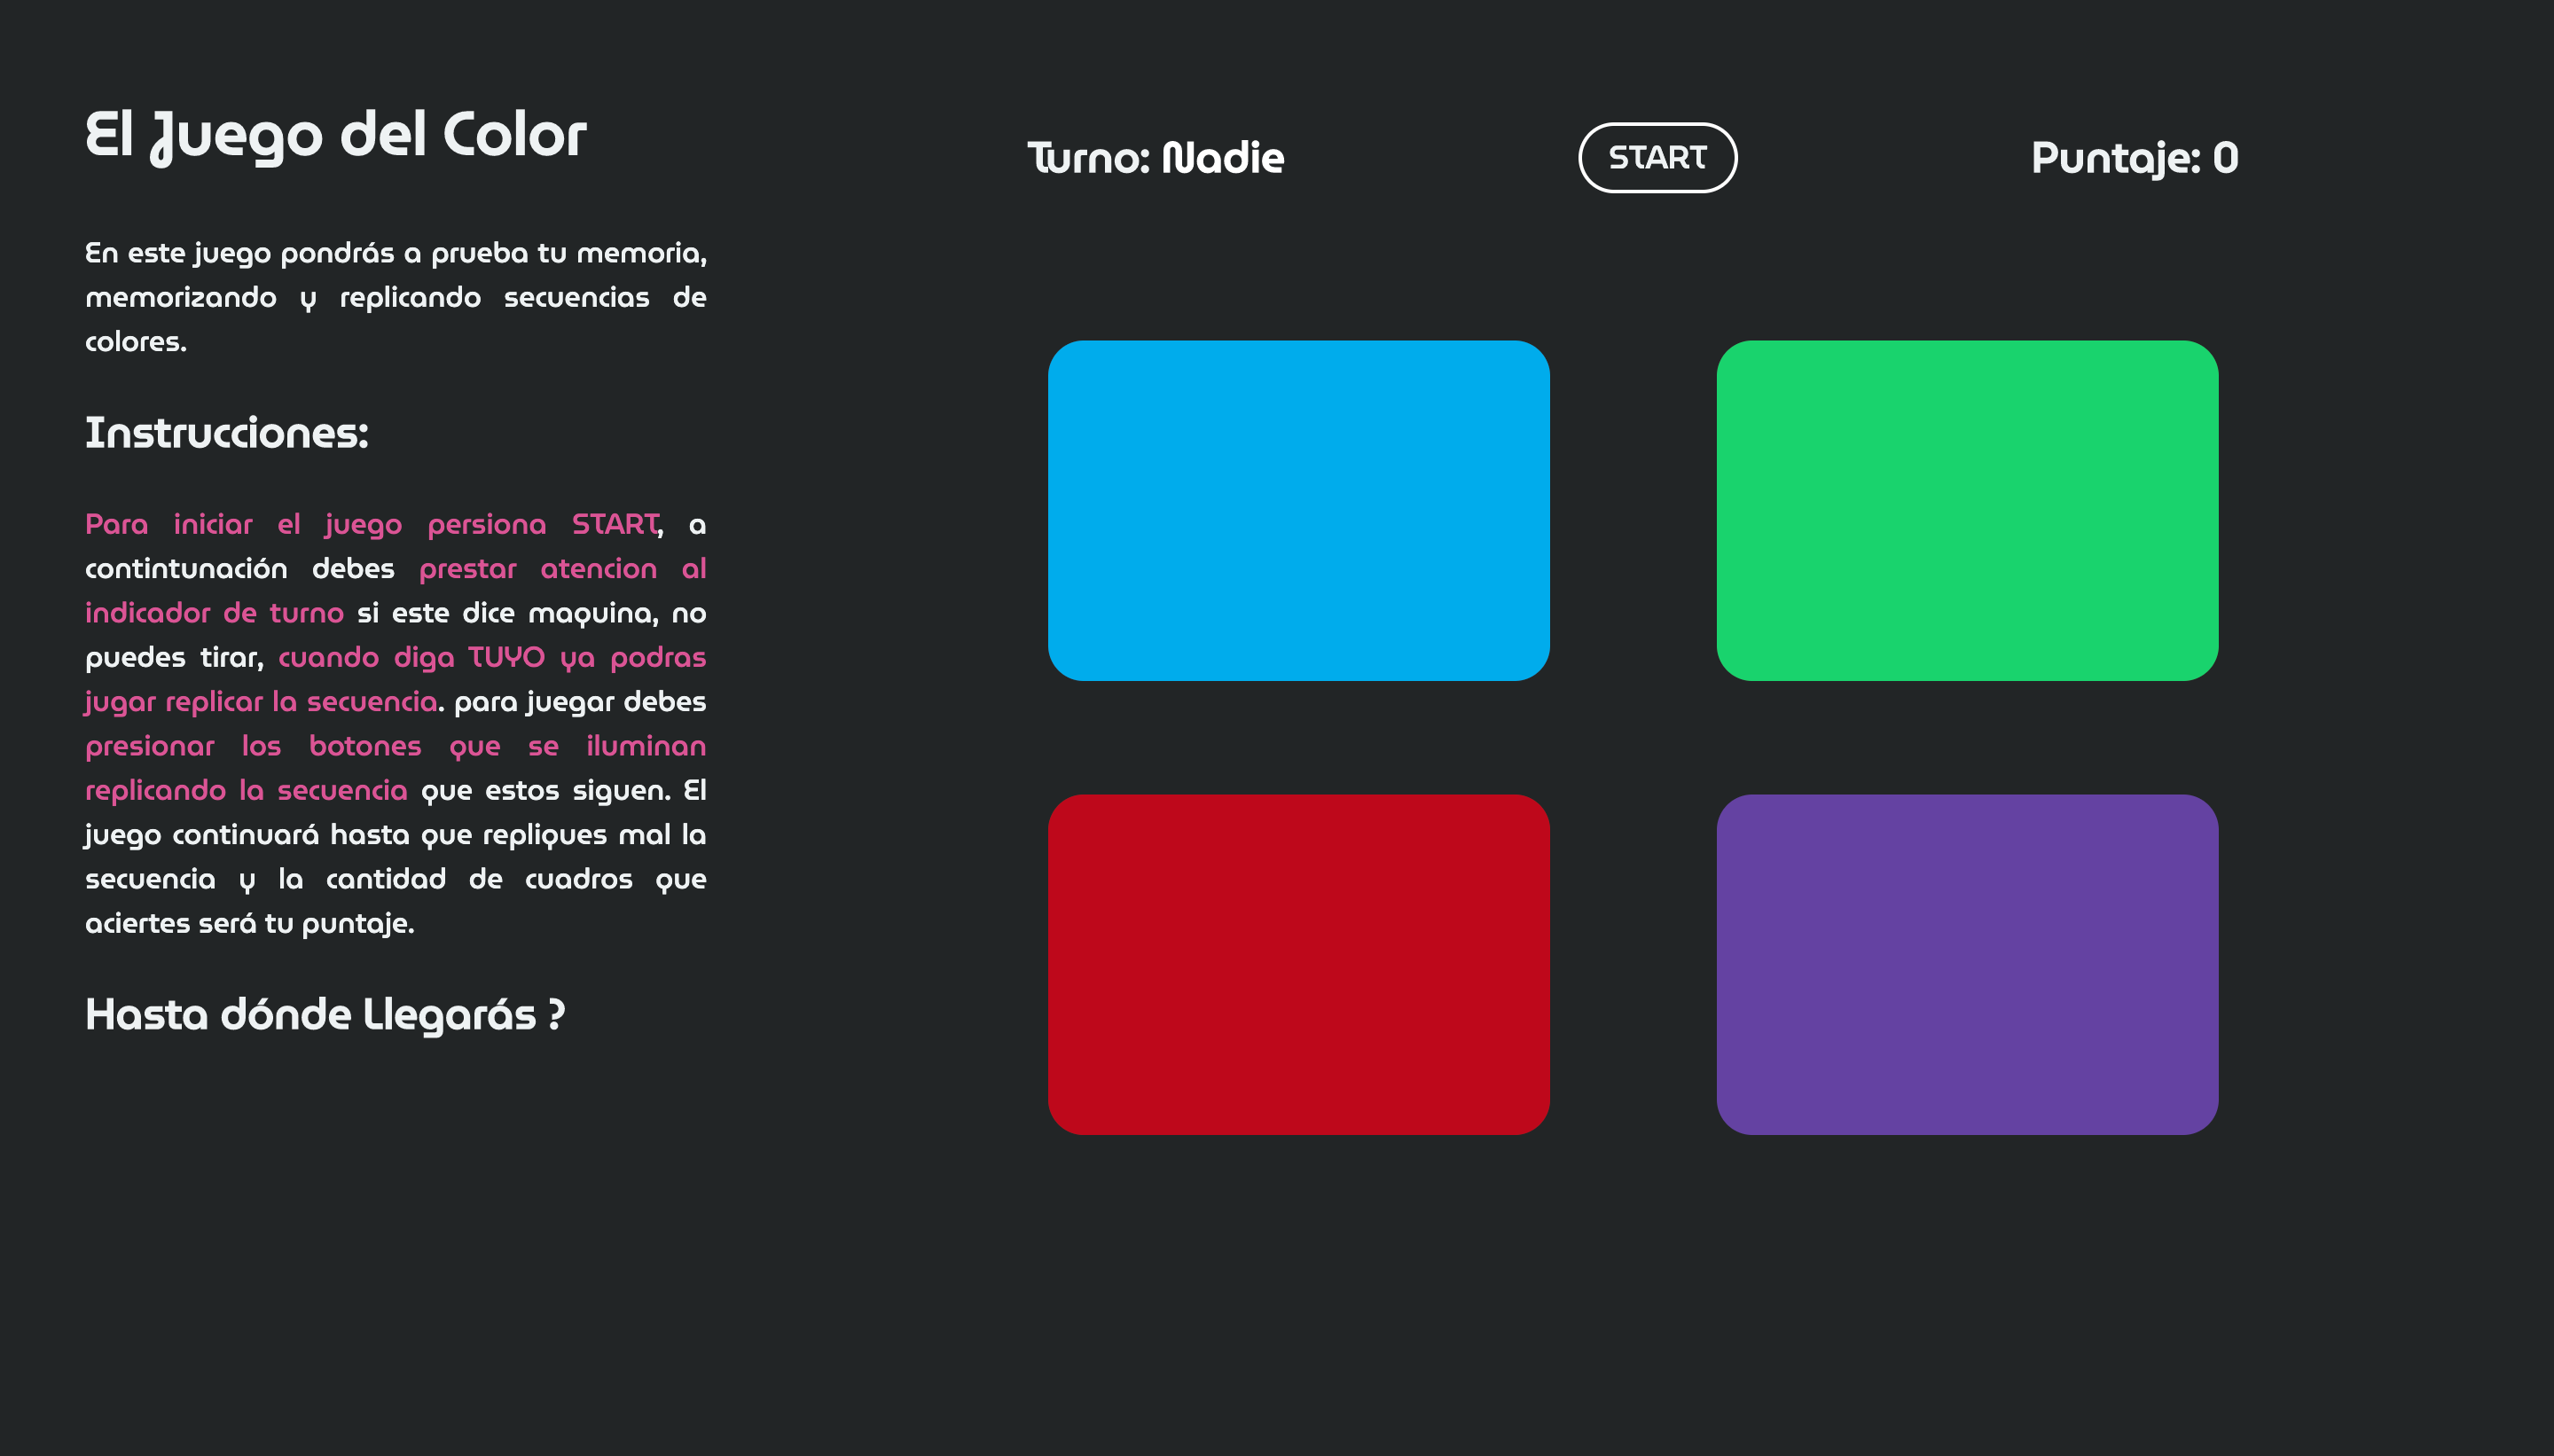 El Juego del Color
En este juego pondrás a prueba tu memoria,
memorizando y replicando secuencias de
colores.
Instrucciones:
Para iniciar el juego persiona START, a
contintunación debes prestar atencion al
indicador de turno si este dice maquina, no
puedes tirar, cuando diga TUYO ya podras
jugar replicar la secuencia. para juegar debes
presionar los botones que se iluminan
replicando la secuencia que estos siguen. El
juego continuará hasta que repliques mal la
secuencia y la cantidad de cuadros que
aciertes será tu puntaje.
Hasta dónde Llegarás ?
Turno: Nadie
START
Puntaje: 0